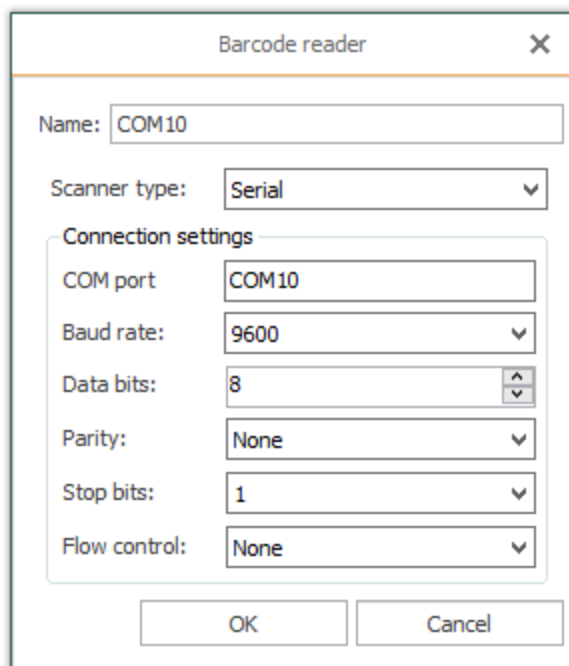 Barcode reader
Name: COM10
Scanner type: Serial
Connection settings
COM port COM10
Baud rate: 9600
Data bits: 8
Parity: None
Stop bits: 1
Flow control: None
OK Cancel